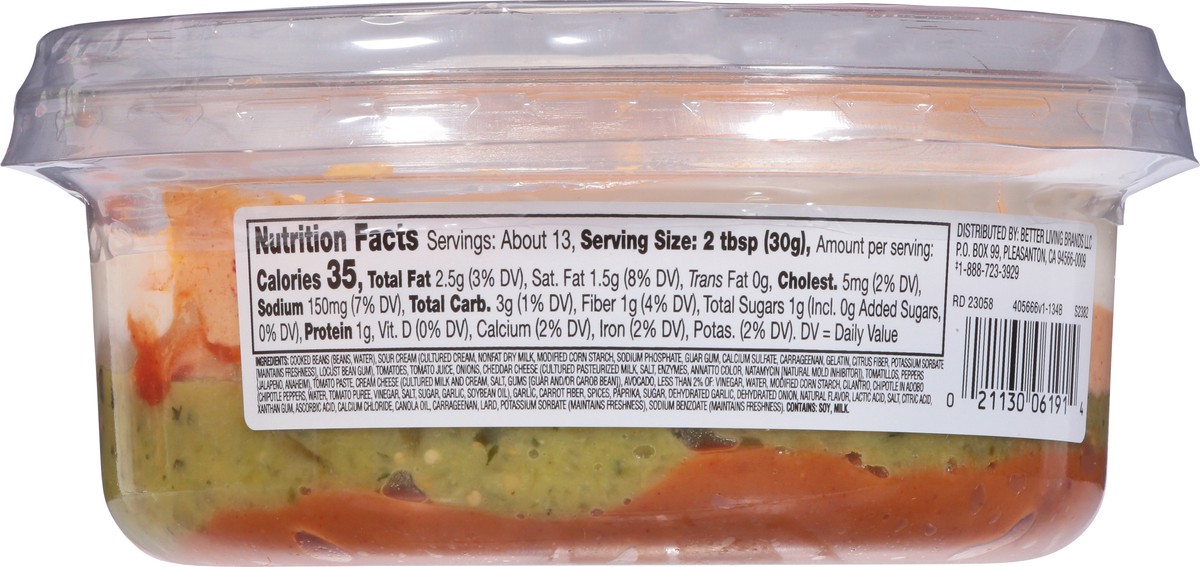 Nutrition Facts Servings: About 13, Serving Size: 2 tbsp (30g), Amount per serving:
Calories 35, Total Fat 2.5g (3% DV), Sat. Fat 1.5g (8% DV), Trans Fat 0g, Cholest. 5mg (2% DV),
Sodium 150mg (7% DV), Total Carb. 3g (1% DV), Fiber 1g (4% DV), Total Sugars 1g (Incl. 0g Added Sugars,
0% DV), Protein 1g, Vit. D (0% DV), Calcium (2% DV), Iron (2% DV), Potas. (2% DV). DV = Daily Value
INGREDIENTS: COOKED BEANS (BEANS, WATER), SOUR CREAM (CULTURED CREAM, NONFAT DRY MILK, MODIFIED CORN STARCH, SODIUM PHOSPHATE, GUAR GUM, CALCIUM SULFATE, CARRAGEENAN, GELATIN, CITRUS FIBER, POTASSIUM SORBATE
(MAINTAINS FRESHNESS), LOCUST BEAN GUM), TOMATOES, TOMATO JUICE, ONIONS, CHEDDAR CHEESE (CULTURED PASTEURIZED MILK, SALT, ENZYMES, ANNATTO COLOR, NATAMYCIN (NATURAL MOLD INHIBITOR), TOMATILLOS, PEPPERS
(JALAPENO, ANAHEIM), TOMATO PASTE, CREAM CHEESE (CULTURED MILK AND CREAM, SALT, GUMS (GUAR AND/OR CAROB BEAN)), AVOCADO, LESS THAN 2% OF: VINEGAR, WATER, MODIFIED CORN STARCH, CILANTRO, CHIPOTLE IN ADOBO
(CHIPOTLE PEPPERS, WATER, TOMATO PUREE, VINEGAR, SALT, SUGAR, GARLIC, SOYBEAN OIL), GARLIC, CARROT FIBER, SPICES, PAPRIKA, SUGAR, DEHYDRATED GARLIC, DEHYDRATED ONION, NATURAL FLAVOR, LACTIC ACID, SALT, CITRIC ACID,
XANTHAN GUM, ASCORBIC ACID, CALCIUM CHLORIDE, CANOLA OIL, CARRAGEENAN, LARD, POTASSIUM SORBATE (MAINTAINS FRESHNESS), SODIUM BENZOATE (MAINTAINS FRESHNESS). CONTAINS: SOY, MILK.
DISTRIBUTED BY: BETTER LIVING BRANDS LLC
P.O. BOX 99, PLEASANTON, CA 94566-0009
‡1-888-723-3929
RD 23058 405666v1-134B S2382
0 21130 06191 4